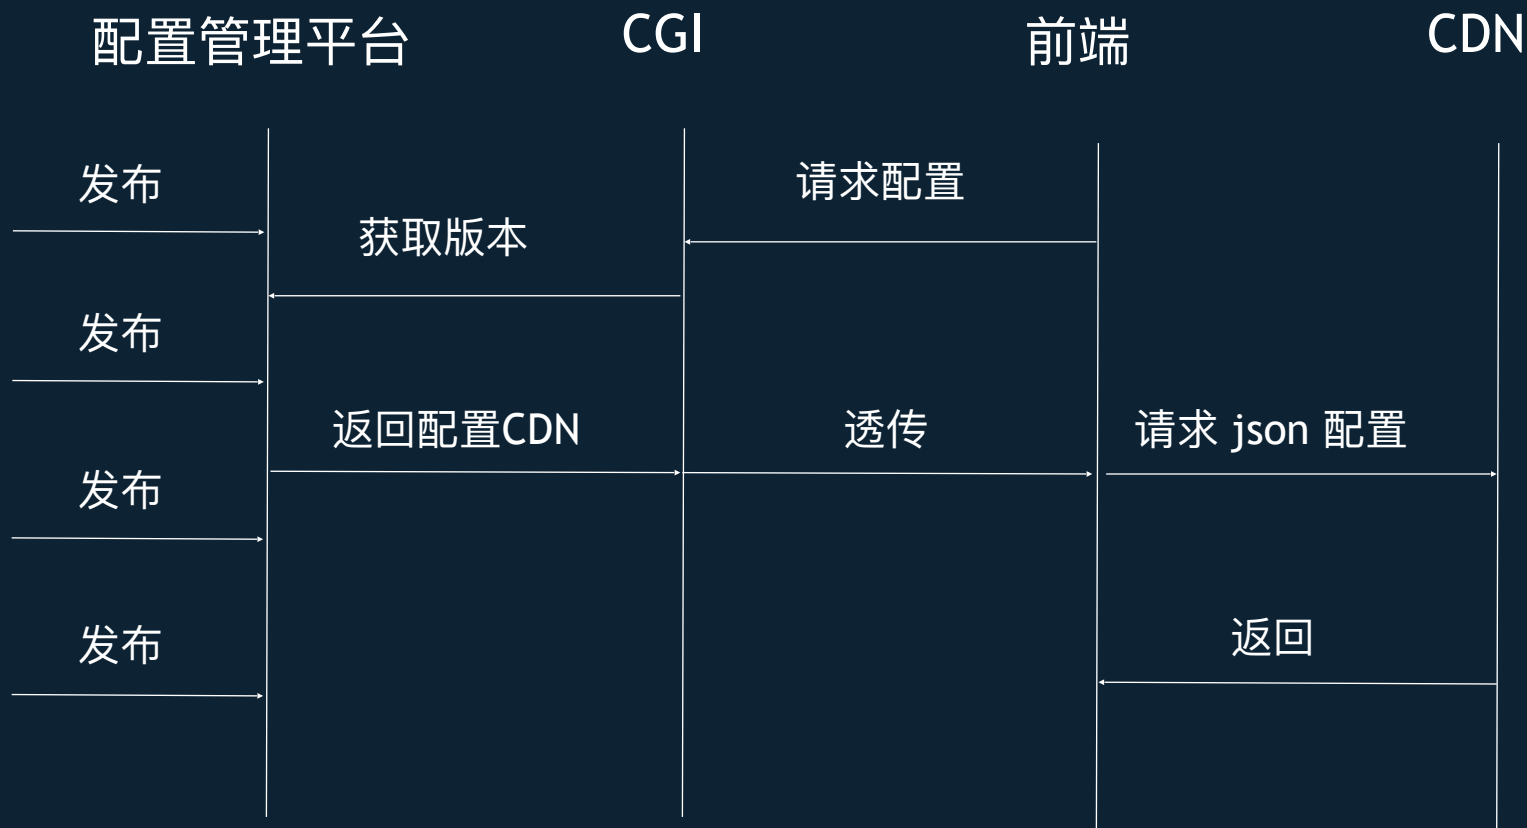 配置管理平台
CGI
前端
CDN
发布
请求配置
获取版本
发布
返回配置CDN
透传
请求 json 配置
发布
发布
返回